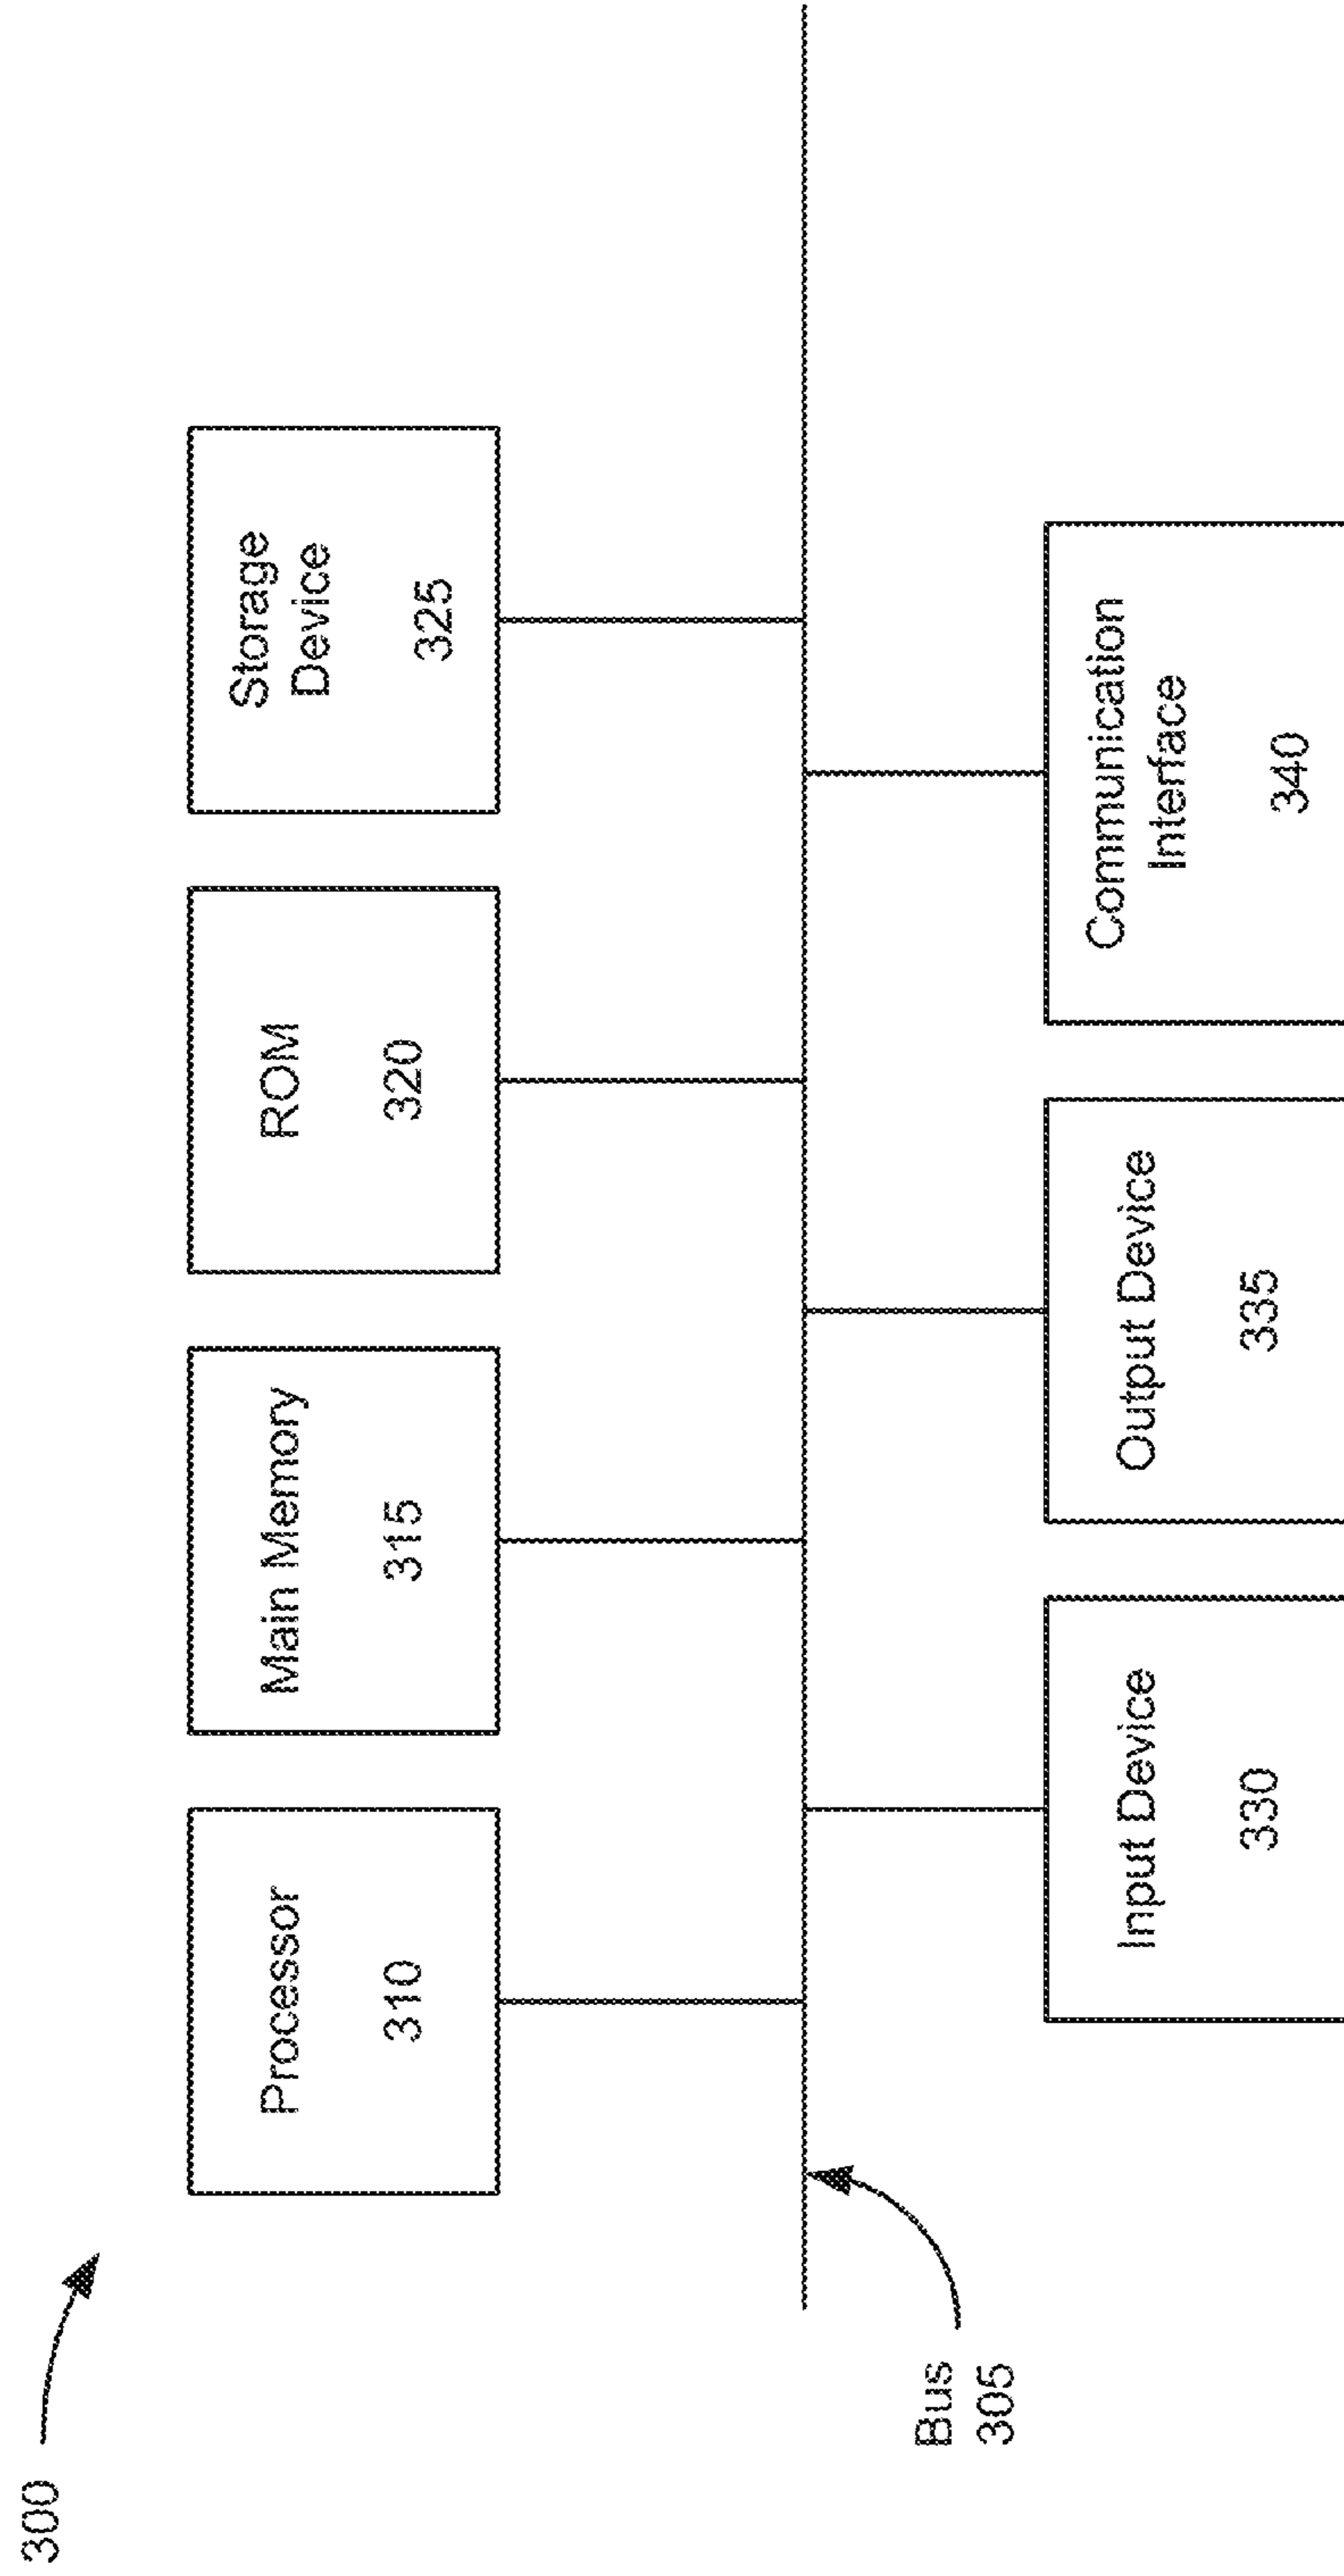 300
Processor
310
Main Memory
315
ROM
320
Storage
Device
325
Bus
305
Input Device
330
Output Device
335
Communication
Interface
340